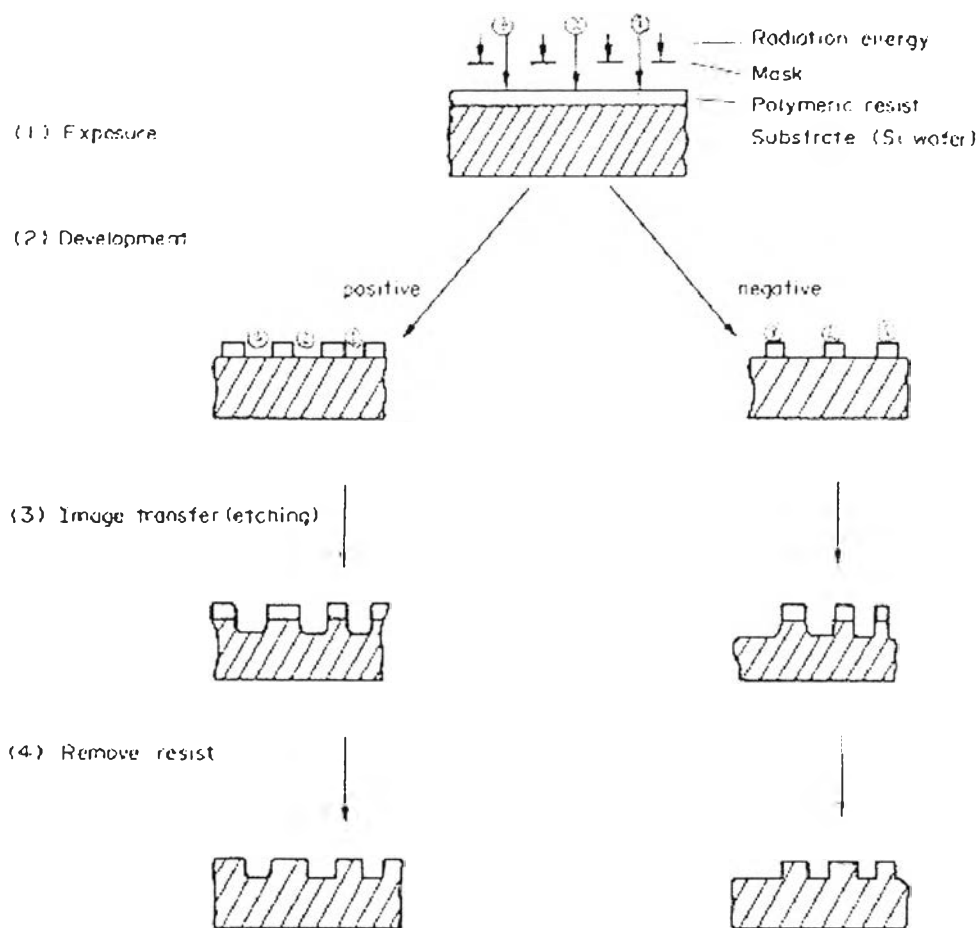 Radiation energy
Mask
Polymeric resist
(1) Exposure
Substrate (Si wafer)
(2) Development
positive
negative
(3) Image transfer (etching)
(4) Remove resist